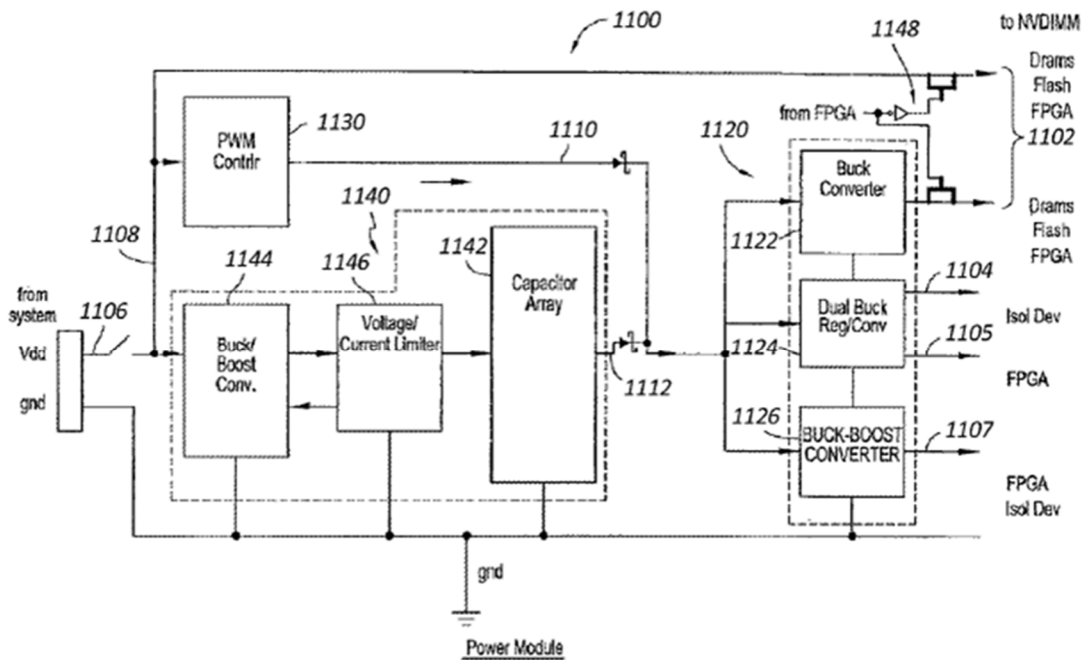 1100
to NVDIMM
1148
Drams
Flash
FPGA
1102
from FPGA
PWM
Contrlr
1130
1110
1120
Buck
Converter
1122
Drams
Flash
FPGA
1108
1140
1144
1146
1142
Capacitor
Array
1104
from
system
1106
Vdd
gnd
Buck/
Boost
Conv.
Voltage/
Current Limiter
1112
Dual Buck
Reg/Conv
1124
Isol Dev
1105
FPGA
1126
BUCK-BOOST
CONVERTER
1107
FPGA
Isol Dev
gnd
Power Module